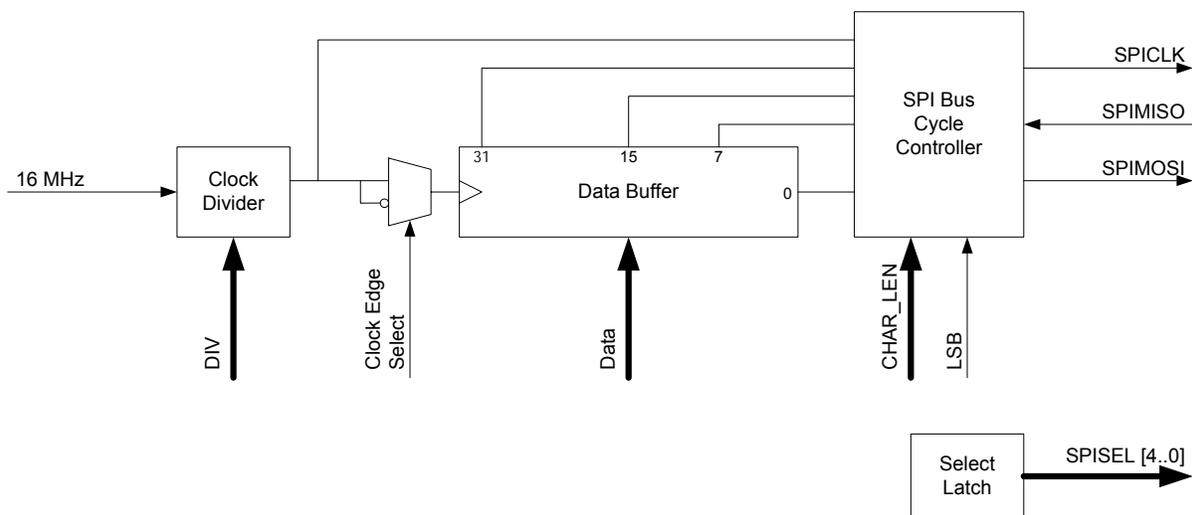 SPICLK
SPI Bus
Cycle
Controller
SPIMISO
31
15
7
16 MHz
Clock
Divider
Data Buffer
0
SPIMOSI
DIV
Clock Edge
Select
Data
CHAR_LEN
LSB
Select
Latch
SPISEL [4..0]